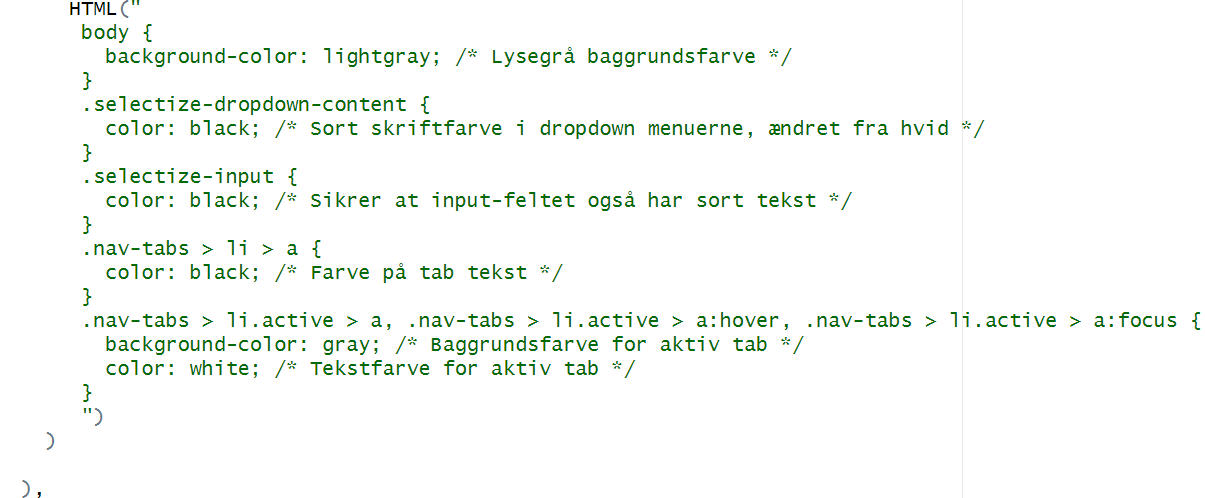 HTML("
body {
background-color: lightgray; /* Lysegrå baggrundsfarve */
}
.selectize-dropdown-content {
color: black; /* Sort skriftfarve i dropdown menuerne, ændret fra hvid */
}
.selectize-input {
color: black; /* Sikrer at input-feltet også har sort tekst */
}
.nav-tabs > li > a {
color: black; /* Farve på tab tekst */
}
.nav-tabs > li.active > a, .nav-tabs > li.active > a:hover, .nav-tabs > li.active > a:focus {
background-color: gray; /* Baggrundsfarve for aktiv tab */
color: white; /* Tekstfarve for aktiv tab */
}
")
)
),